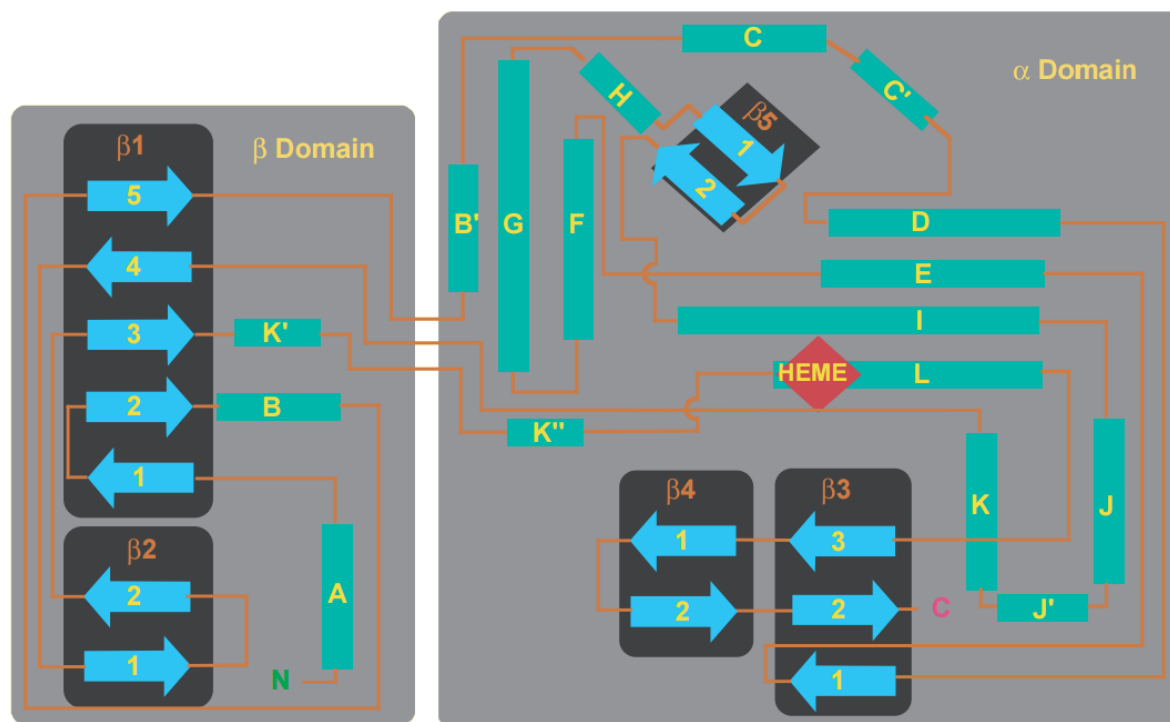 β Domain
β1
5
4
3
K'
2
B
1
β2
2
1
A
N
α Domain
C
C'
H
β5
1
2
B'
G
F
D
E
I
HEME
L
K"
K
J
J'
β4
1
2
β3
3
2
1
C